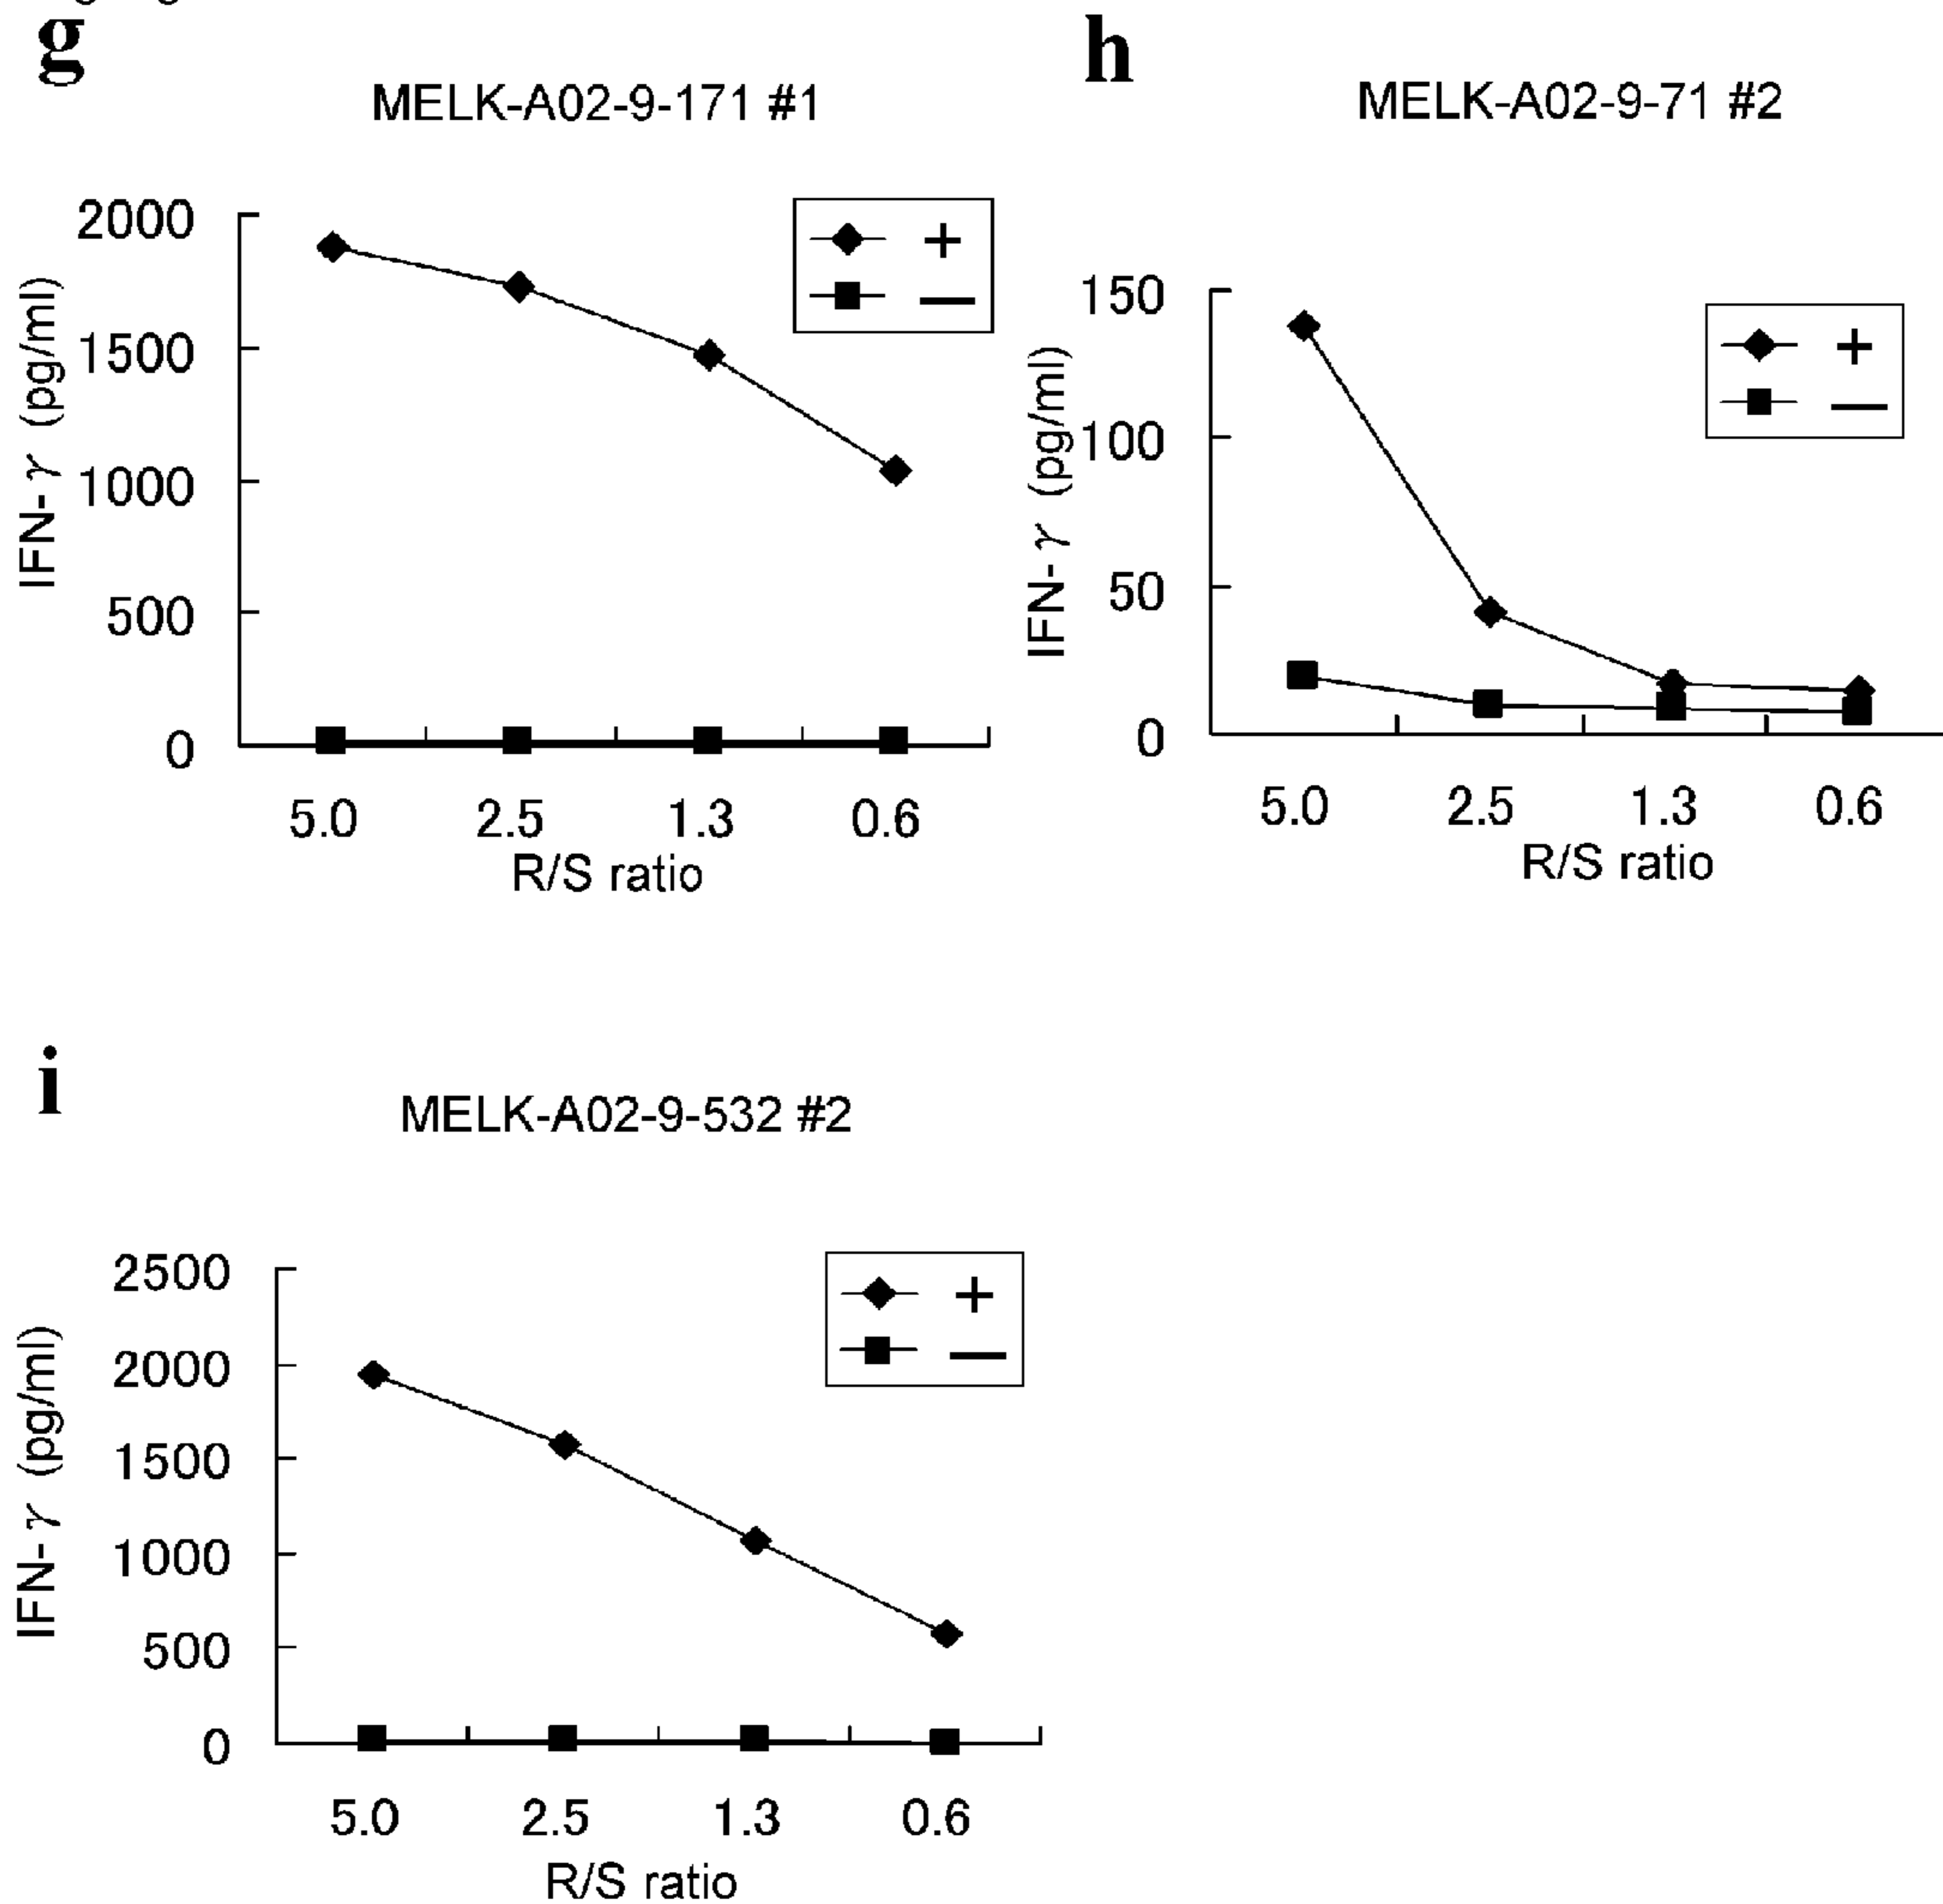 g
MELK-A02-9-171 #1
IFN-γ (pg/ml)
2000
1500
1000
500
0
+
—
5.0 2.5 1.3 0.6
R/S ratio
h
MELK-A02-9-71 #2
IFN-γ (pg/ml)
150
100
50
0
+
—
5.0 2.5 1.3 0.6
R/S ratio
i
MELK-A02-9-532 #2
IFN-γ (pg/ml)
2500
2000
1500
1000
500
0
+
—
5.0 2.5 1.3 0.6
R/S ratio